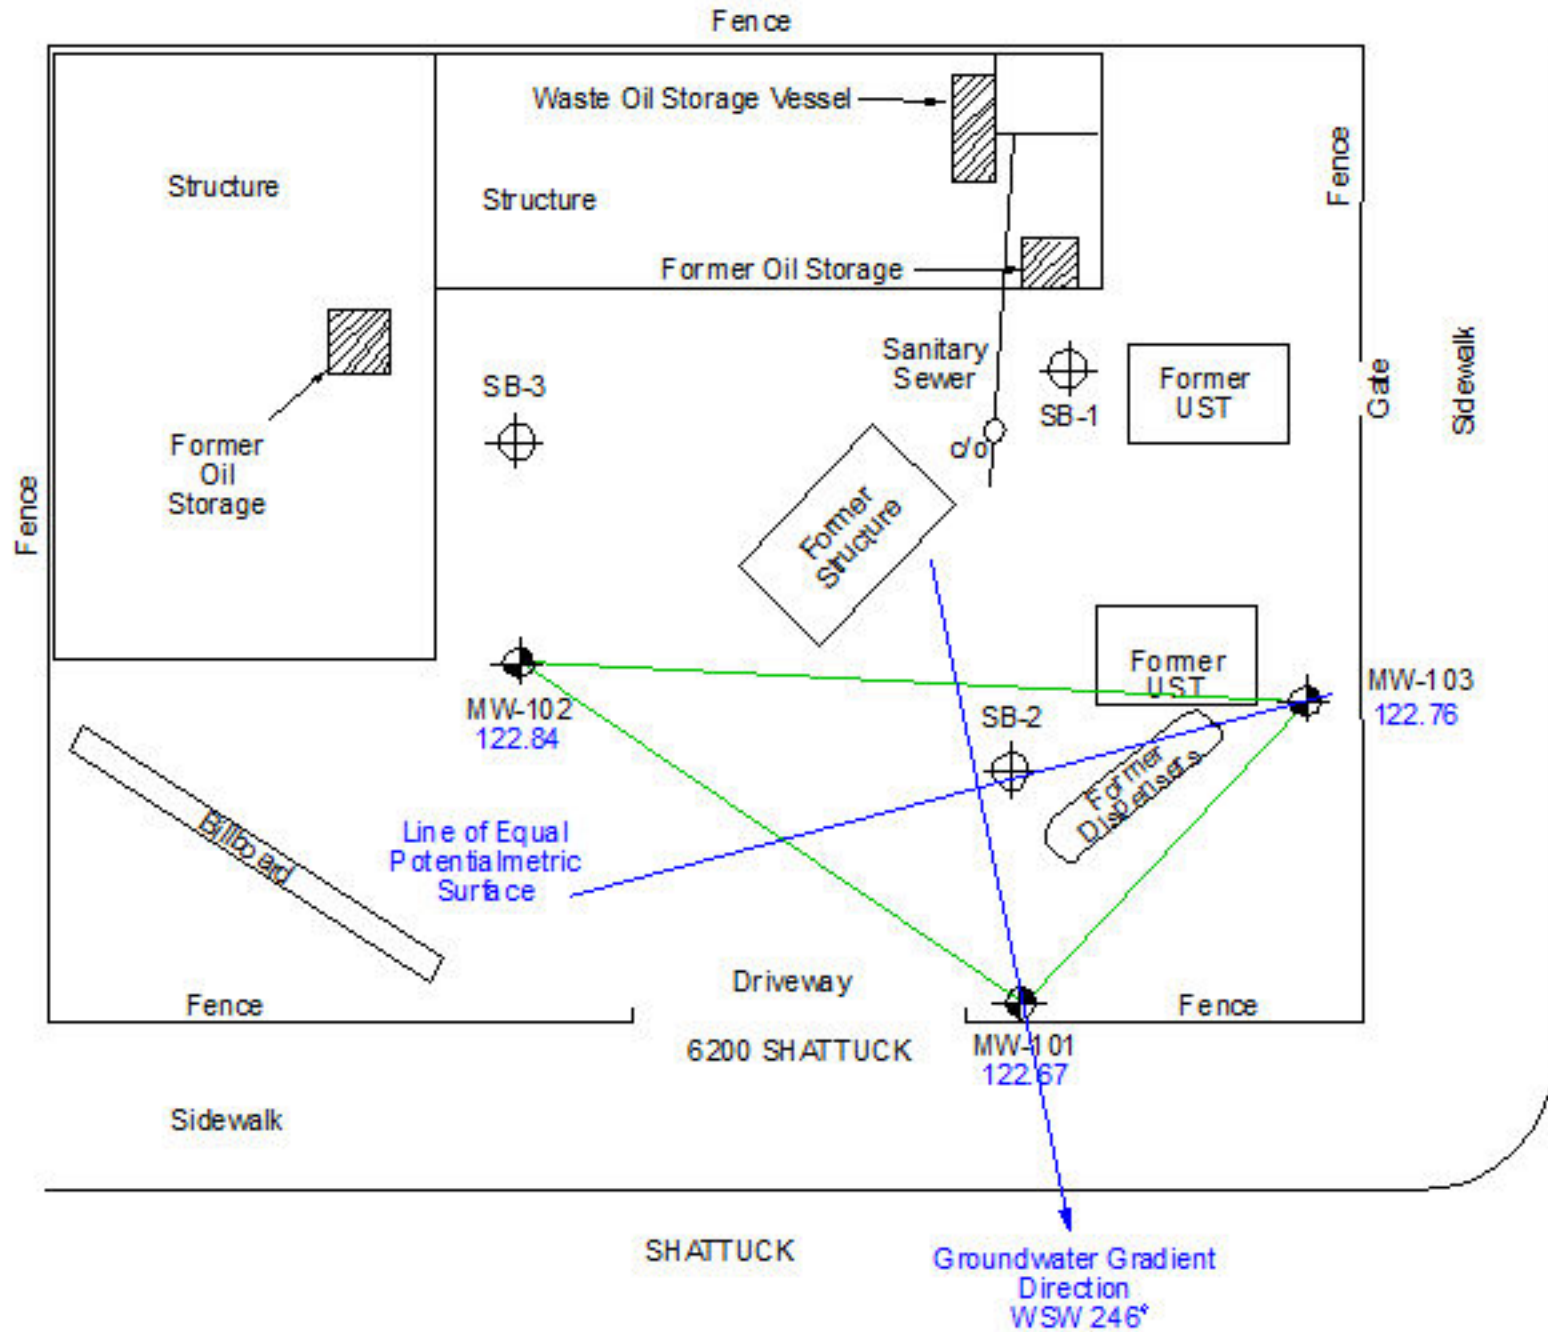 Fence
Waste Oil Storage Vessel
Structure
Structure
Fence
Former Oil Storage
Sanitary
Sewer
SB-1
Former
UST
Gate
Sidewalk
SB-3
c/o
Former
Oil
Storage
Fence
Former
Structure
Former
UST
MW-103
122.76
MW-102
122.84
SB-2
Former
Dispensers
Billboard
Line of Equal
Potentialmetric
Surface
Driveway
Fence
Fence
6200 SHATTUCK
MW-101
122.67
Sidewalk
SHATTUCK
Groundwater Gradient
Direction
WSW 246°